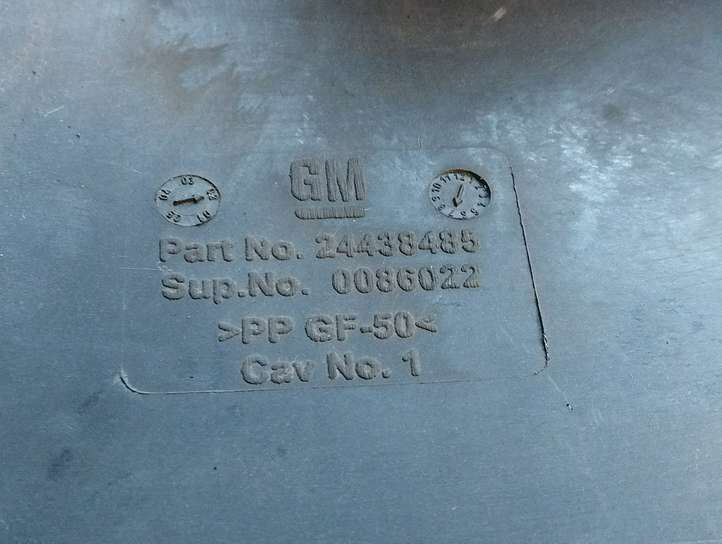 GM
Part No. 24438485
Sup.No. 0086022
>PP GF-50<
Cav No. 1